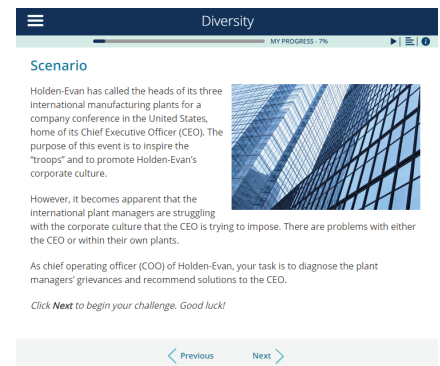 Diversity
MY PROGRESS - 7%
Scenario
Holden-Evan has called the heads of its three
international manufacturing plants for a
company conference in the United States,
home of its Chief Executive Officer (CEO). The
purpose of this event is to inspire the
“troops” and to promote Holden-Evan’s
corporate culture.
However, it becomes apparent that the
international plant managers are struggling
with the corporate culture that the CEO is trying to impose. There are problems with either
the CEO or within their own plants.
As chief operating officer (COO) of Holden-Evan, your task is to diagnose the plant
managers’ grievances and recommend solutions to the CEO.
Click Next to begin your challenge. Good luck!
Previous Next